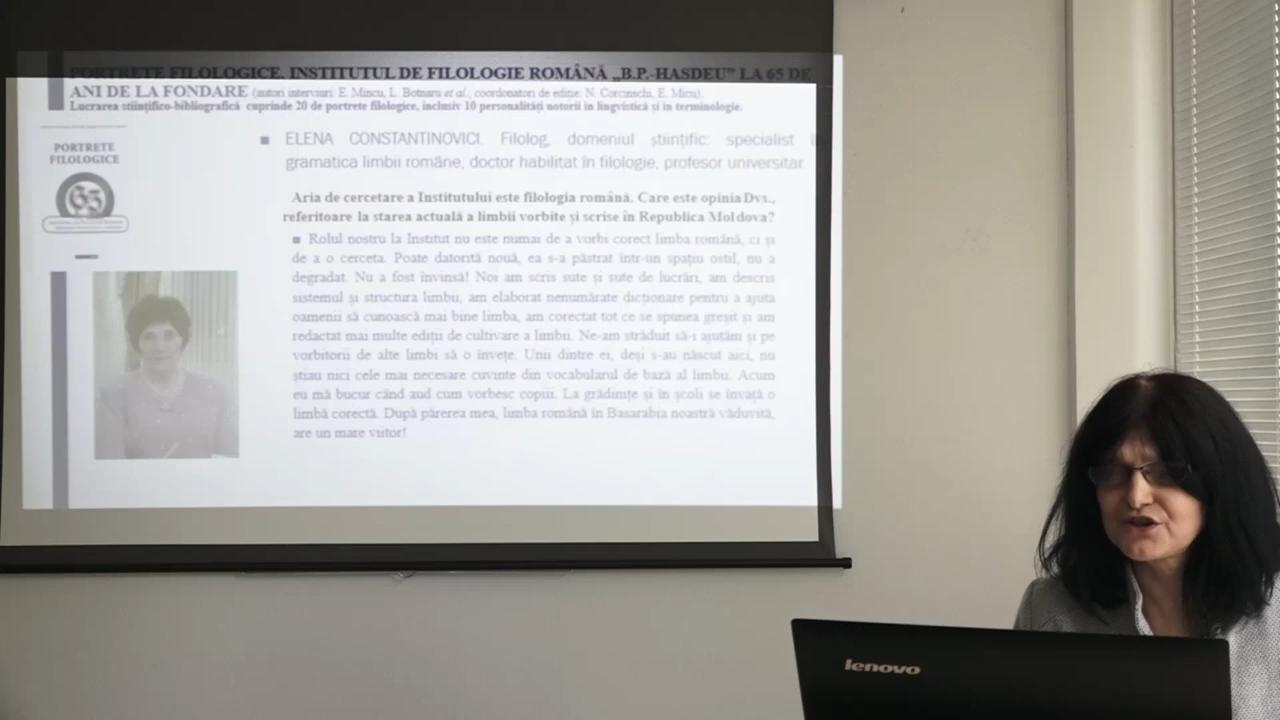 PORTRETE FILOLOGICE. INSTITUTUL DE FILOLOGIE ROMÂNĂ „B.P.-HASDEU” LA 65 DE
ANI DE LA FONDARE (autori interviuri: E. Mincu, L. Botnaru et al.; coordonatori de ediție: N. Corcinschi, E. Micu).
Lucrarea științifico-bibliografică cuprinde 20 de portrete filologice, inclusiv 10 personalități notorii în lingvistică și în terminologie.
PORTRETE
FILOLOGICE
65
■ ELENA CONSTANTINOVICI. Filolog, domeniul științific: specialist în
gramatica limbii române, doctor habilitat în filologie, profesor universitar
Aria de cercetare a Institutului este filologia română. Care este opinia Dvs.,
referitoare la starea actuală a limbii vorbite și scrise în Republica Moldova?
■ Rolul nostru la Institut nu este numai de a vorbi corect limba română, ci și
de a o cerceta. Poate datorită nouă, ea s-a păstrat într-un spațiu ostil, nu a
degradat. Nu a fost învinsă! Noi am scris sute și sute de lucrări, am descris
sistemul și structura limbii, am elaborat nenumărate dicționare pentru a ajuta
oamenii să cunoască mai bine limba, am corectat tot ce se spunea greșit și am
redactat mai multe ediții de cultivare a limbii. Ne-am străduit să-i ajutăm și pe
vorbitorii de alte limbi să o învețe. Unii dintre ei, deși s-au născut aici, nu
știau nici cele mai necesare cuvinte din vocabularul de bază al limbii. Acum
eu mă bucur când aud cum vorbesc copiii. La grădinițe și în școli se învață o
limbă corectă. După părerea mea, limba română în Basarabia noastră văduvită,
are un mare viitor!
lenovo